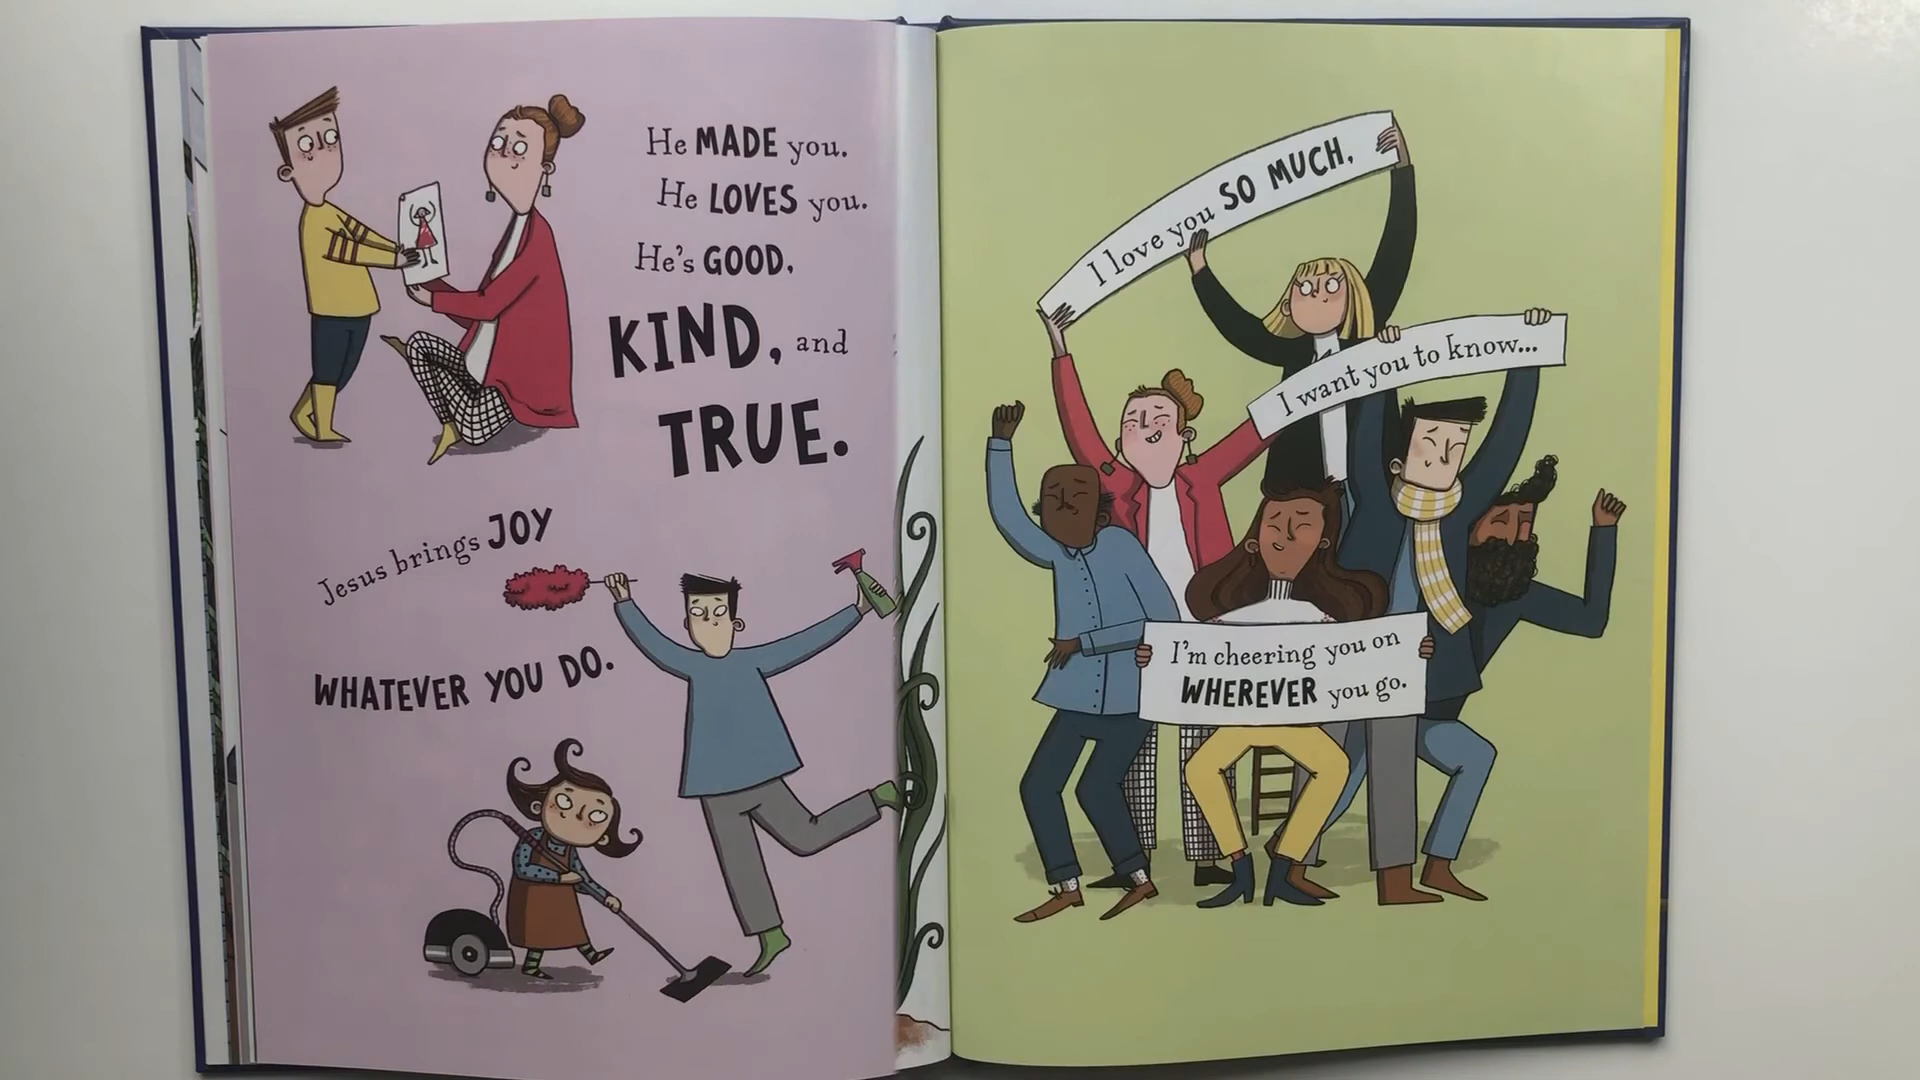 He MADE you.
He LOVES you.
He's GOOD,
KIND, and
TRUE.
Jesus brings JOY
WHATEVER YOU DO.
I love you SO MUCH,
I want you to know...
I'm cheering you on
WHEREVER you go.